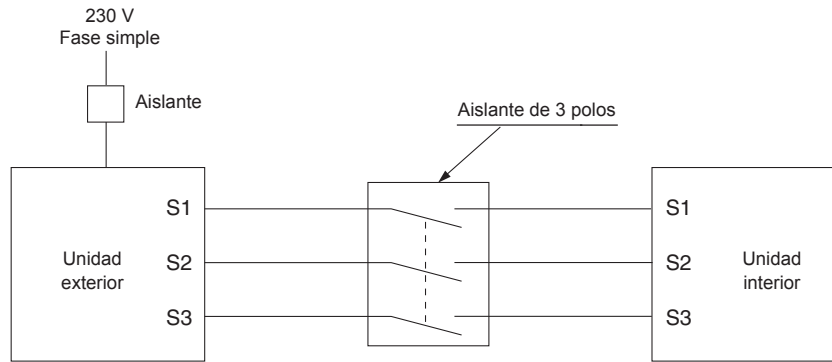 230 V
Fase simple
Aislante
Aislante de 3 polos
S1
S1
Unidad
exterior
S2
S2
Unidad
interior
S3
S3